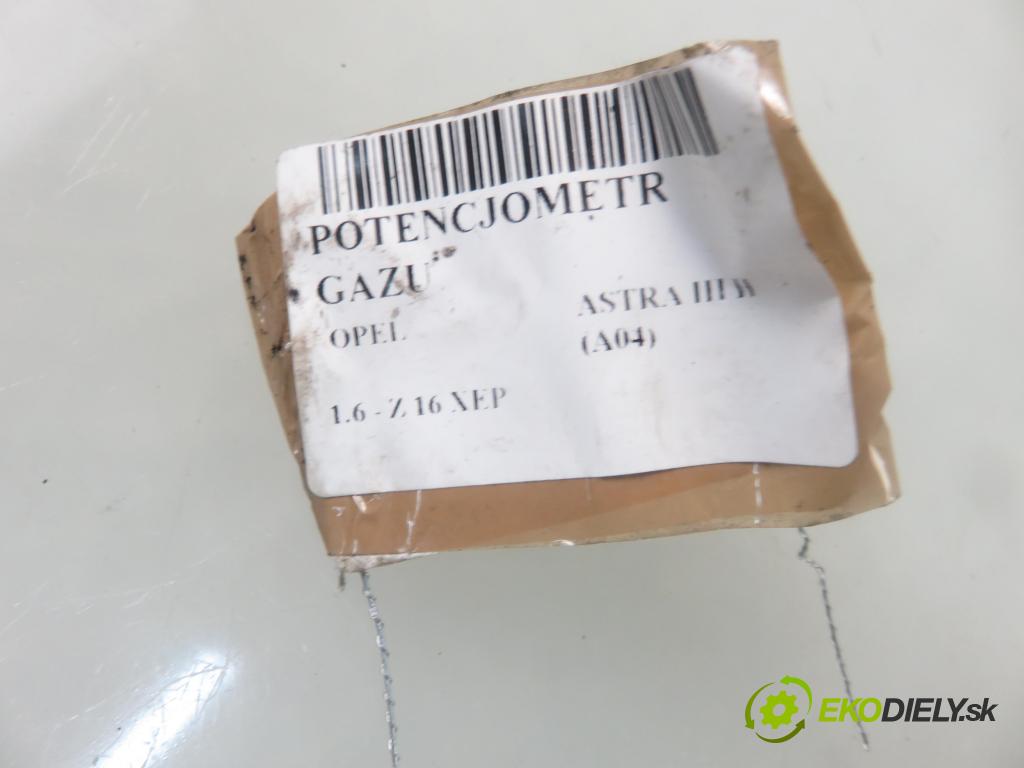 POTENCJOMETR
GAZU
OPEL
ASTRA III
(A04)
1.6 - Z 16 XEP
EKODIELY.sk